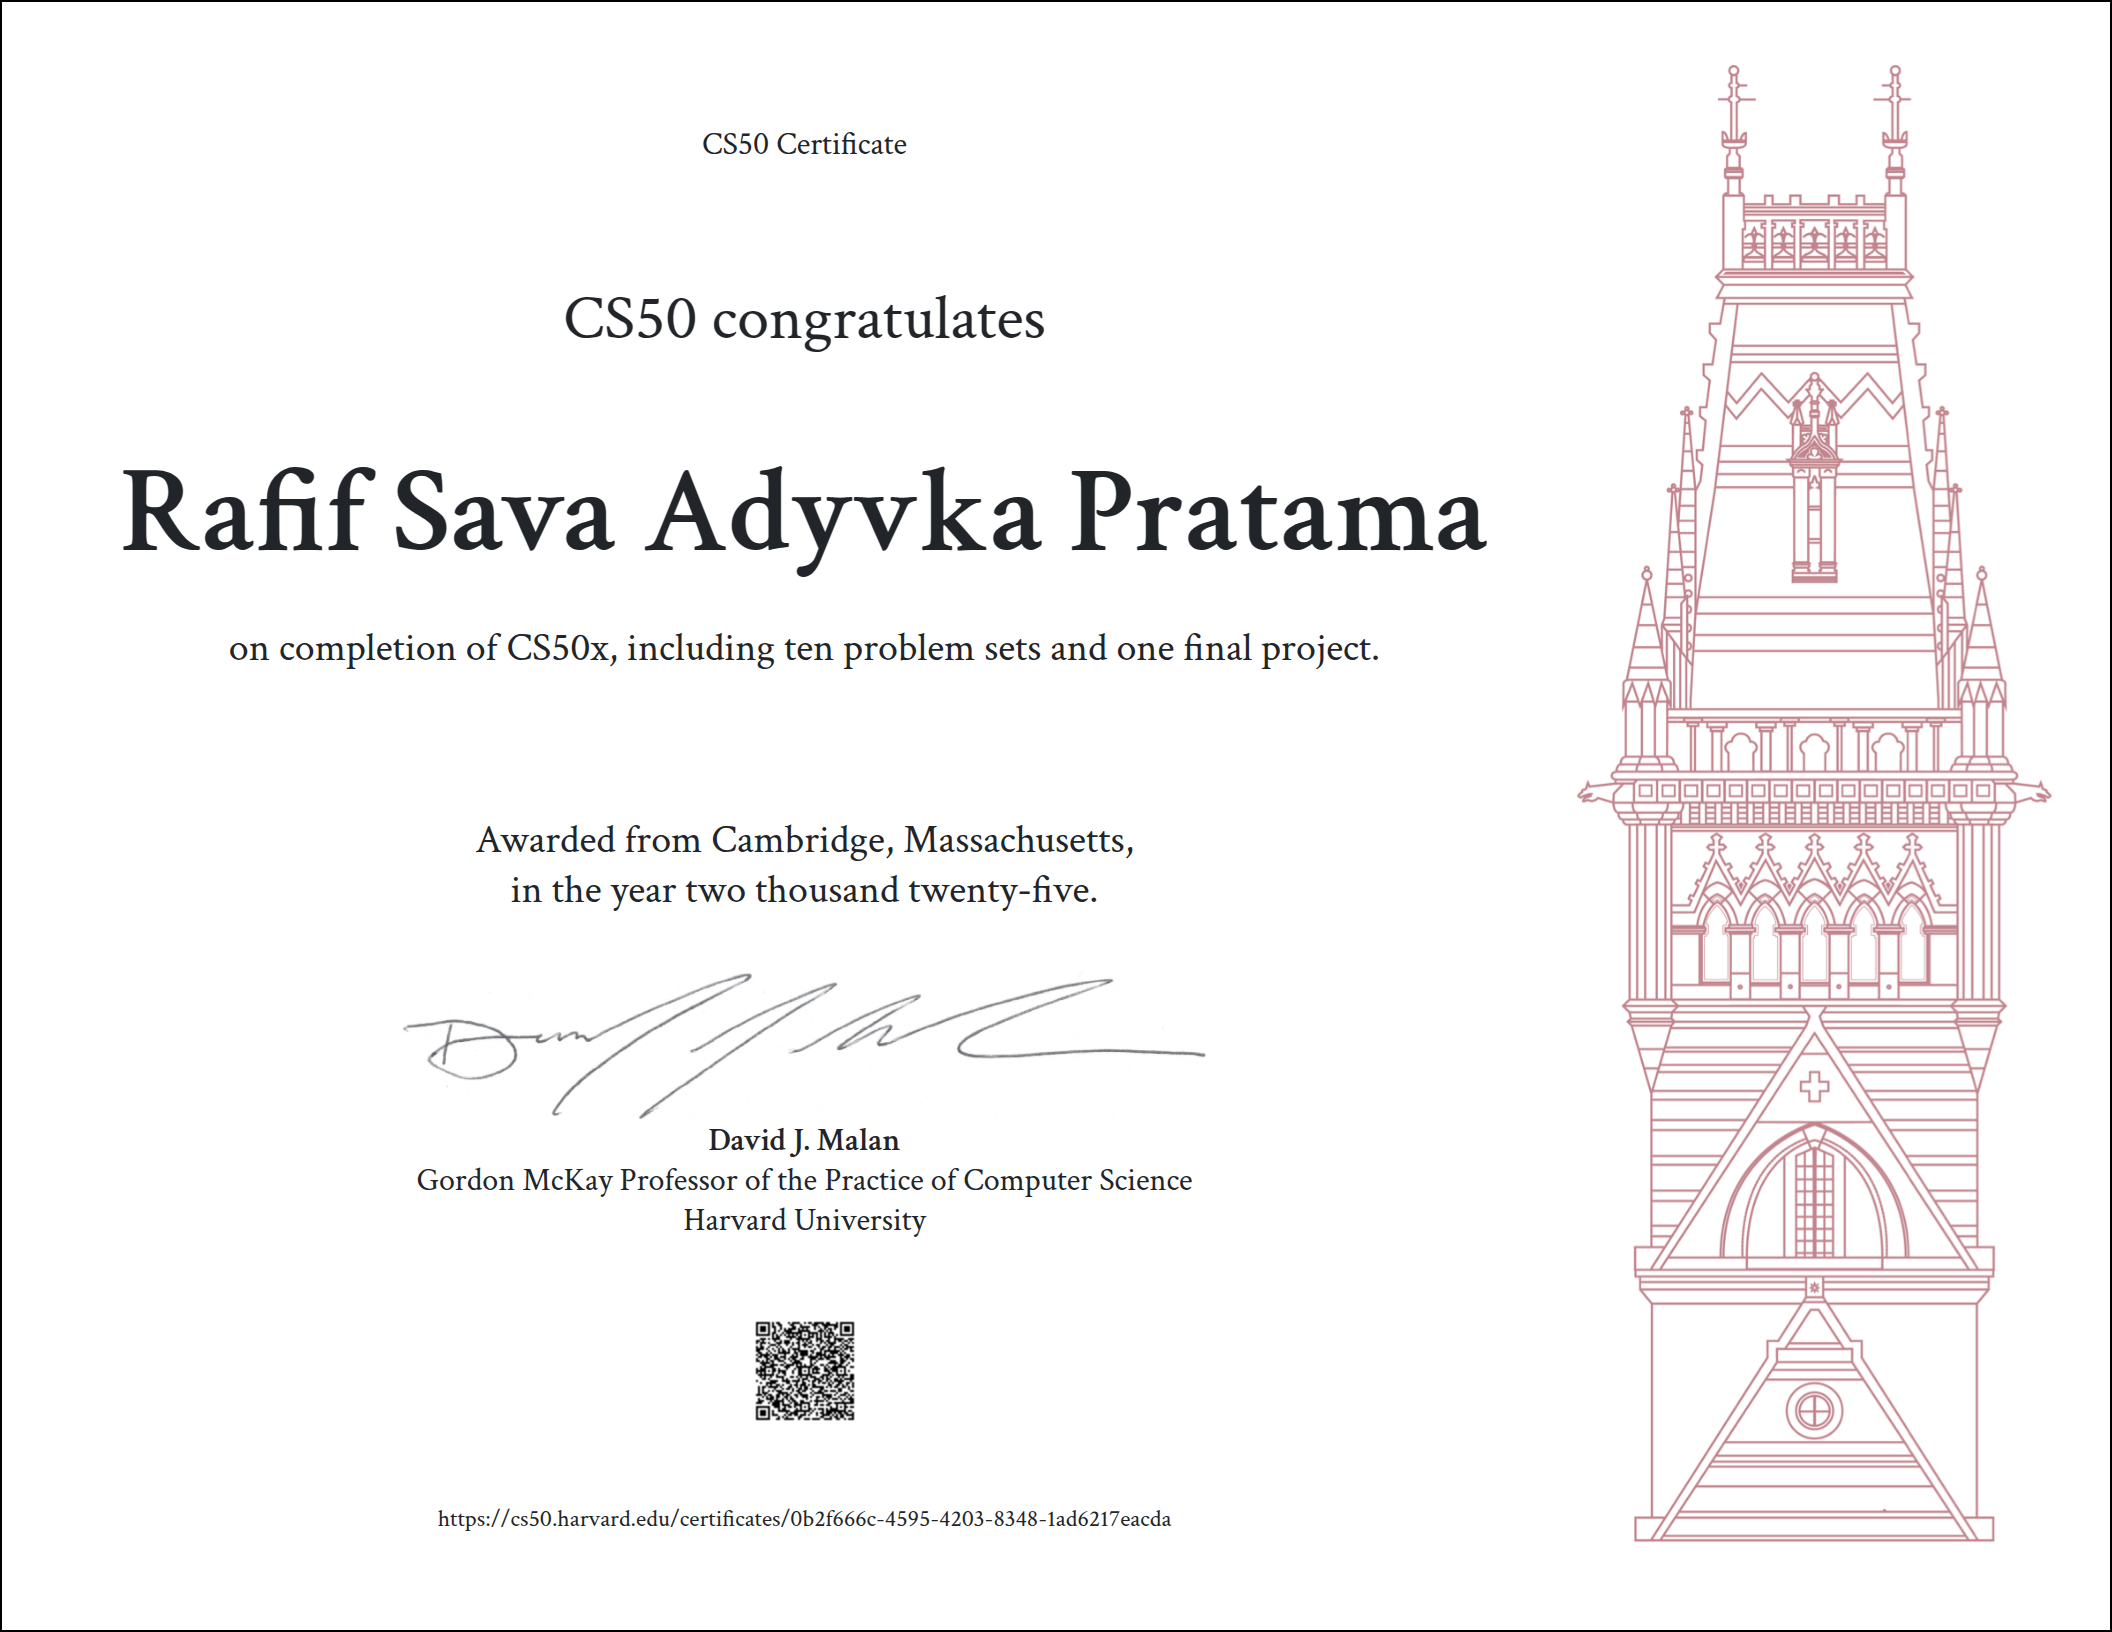 CS50 Certificate
CS50 congratulates
Rafif Sava Adyvka Pratama
on completion of CS50x, including ten problem sets and one final project.
Awarded from Cambridge, Massachusetts,
in the year two thousand twenty-five.
David J. Malan
Gordon McKay Professor of the Practice of Computer Science
Harvard University
https://cs50.harvard.edu/certificates/0b2f666c-4595-4203-8348-1ad6217eacda